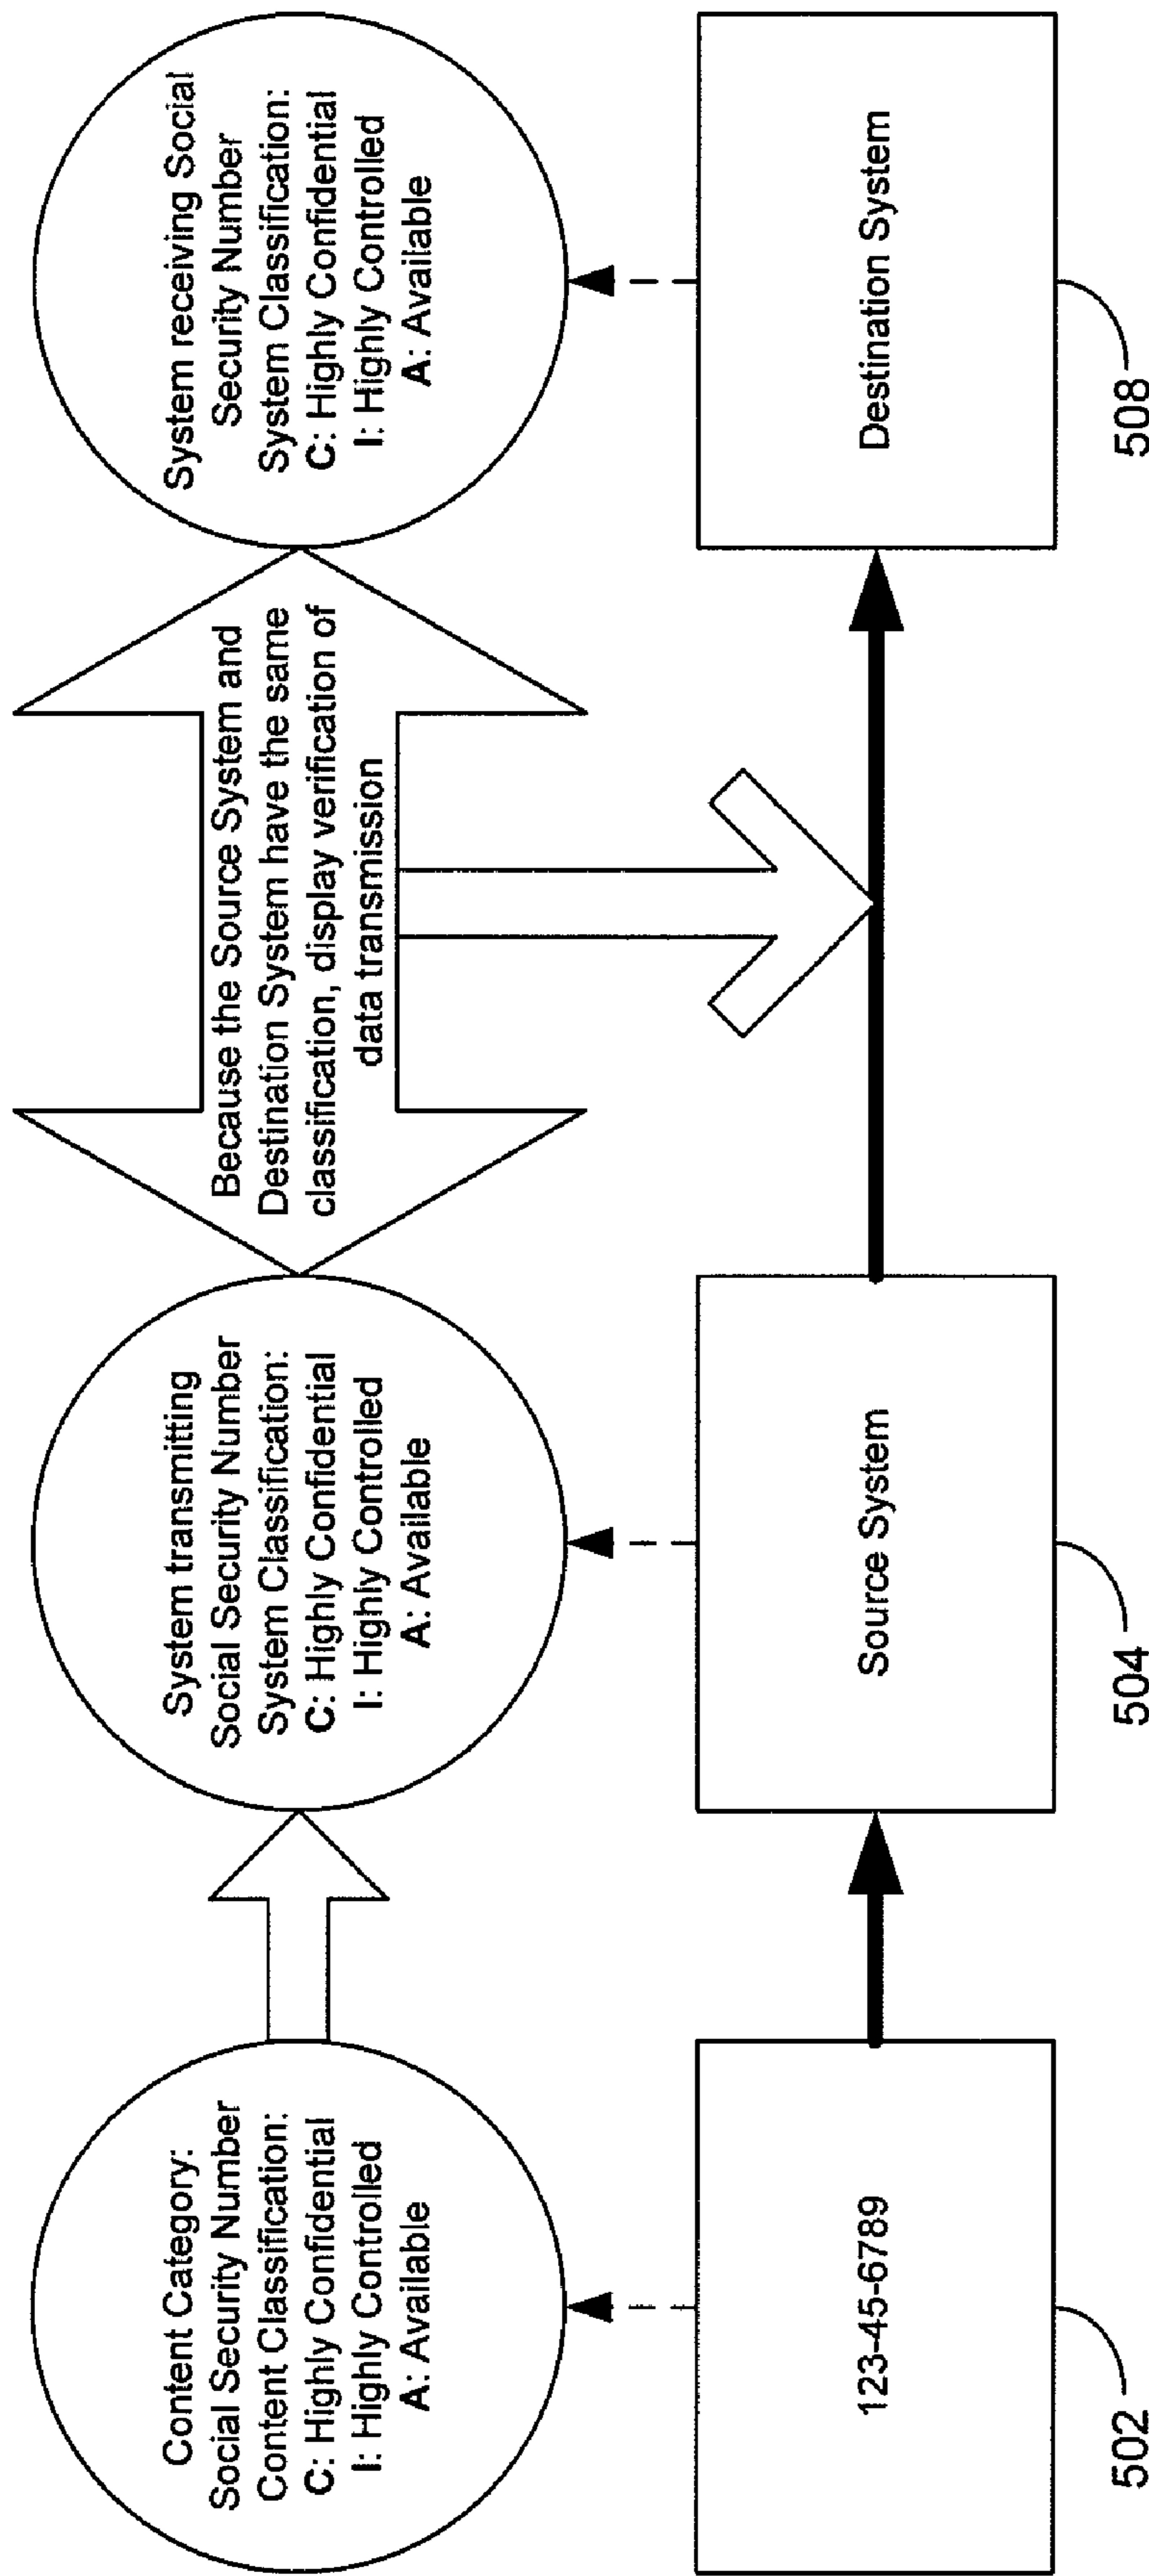 Content Category:
Social Security Number
Content Classification:
C: Highly Confidential
I: Highly Controlled
A: Available
System transmitting
Social Security Number
System Classification:
C: Highly Confidential
I: Highly Controlled
A: Available
Because the Source System and
Destination System have the same
classification, display verification of
data transmission
System receiving Social
Security Number
System Classification:
C: Highly Confidential
I: Highly Controlled
A: Available
123-45-6789
Source System
Destination System
502
504
508